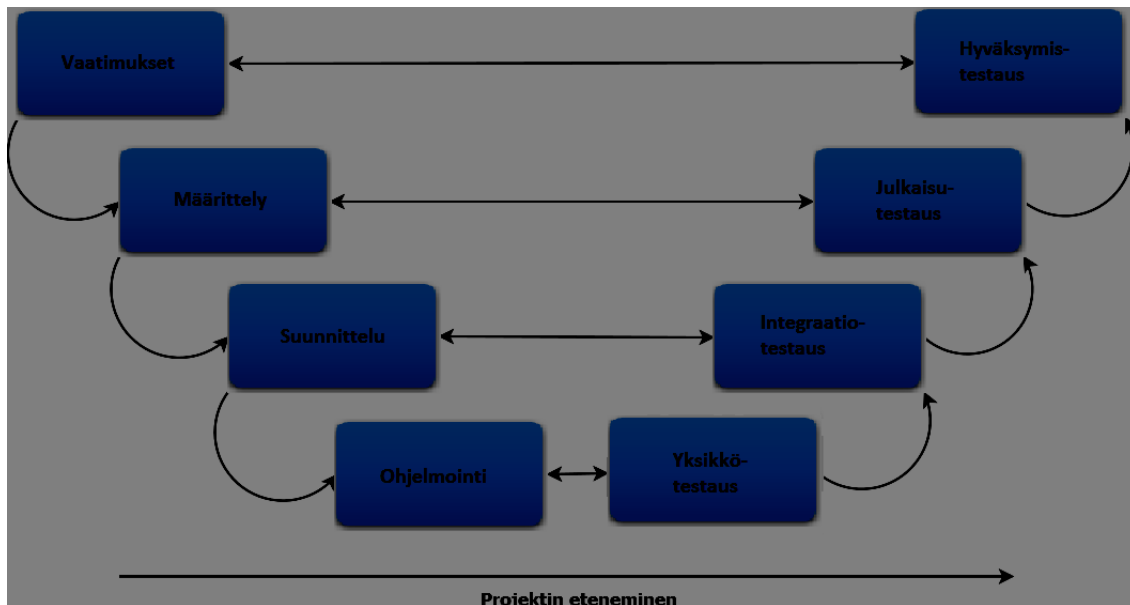 Vaatimukset
Hyväksymis-
testaus
Määrittely
Julkaisu-
testaus
Suunnittelu
Integraatio-
testaus
Ohjelmointi
Yksikkö-
testaus
Projektin eteneminen